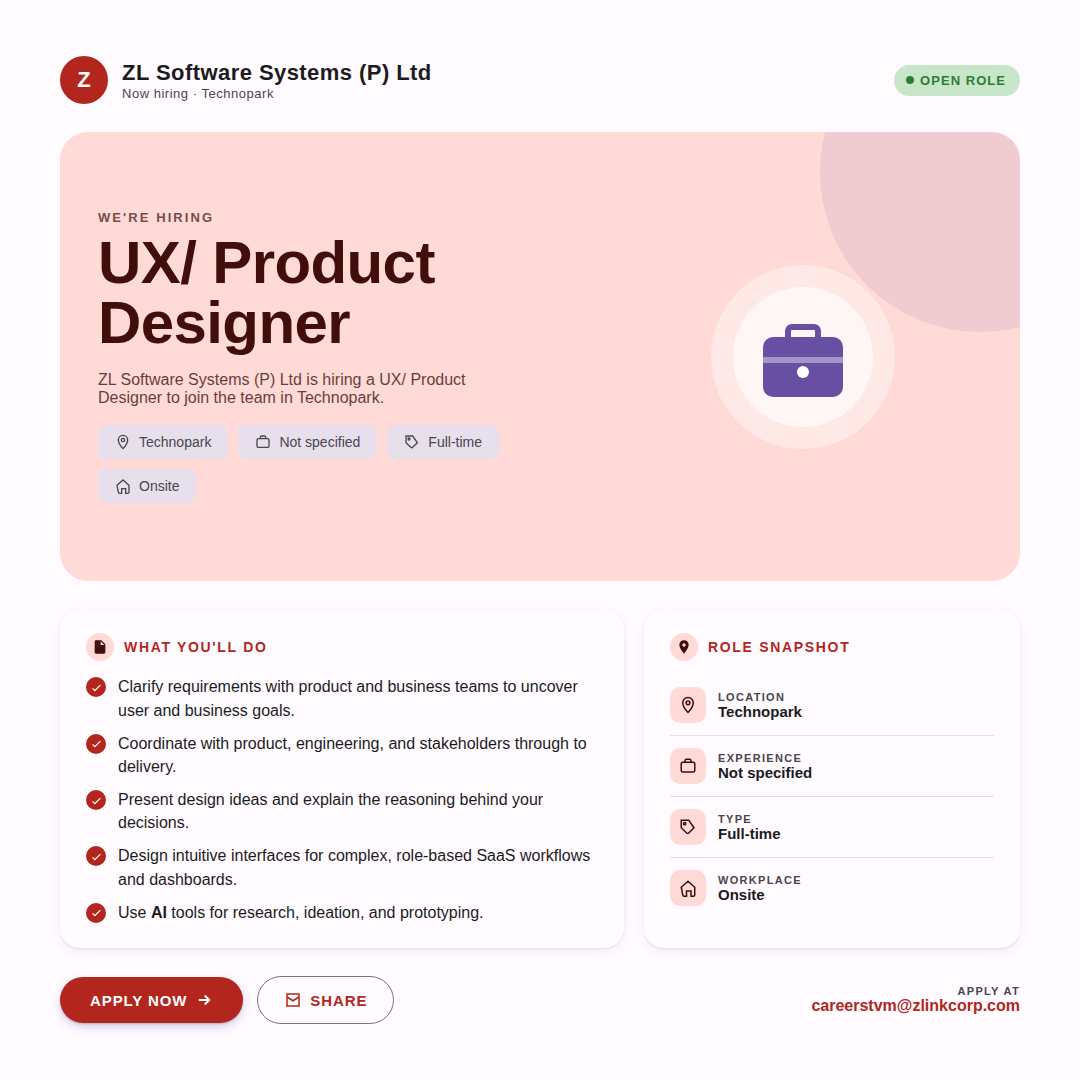 Z
ZL Software Systems (P) Ltd
Now hiring · Technopark
OPEN ROLE
WE'RE HIRING
UX/ Product
Designer
ZL Software Systems (P) Ltd is hiring a UX/ Product
Designer to join the team in Technopark.
Technopark
Not specified
Full-time
Onsite
WHAT YOU'LL DO
Clarify requirements with product and business teams to uncover
user and business goals.
Coordinate with product, engineering, and stakeholders through to
delivery.
Present design ideas and explain the reasoning behind your
decisions.
Design intuitive interfaces for complex, role-based SaaS workflows
and dashboards.
Use AI tools for research, ideation, and prototyping.
ROLE SNAPSHOT
LOCATION
Technopark
EXPERIENCE
Not specified
TYPE
Full-time
WORKPLACE
Onsite
APPLY NOW
SHARE
APPLY AT
careerstvm@zlinkcorp.com